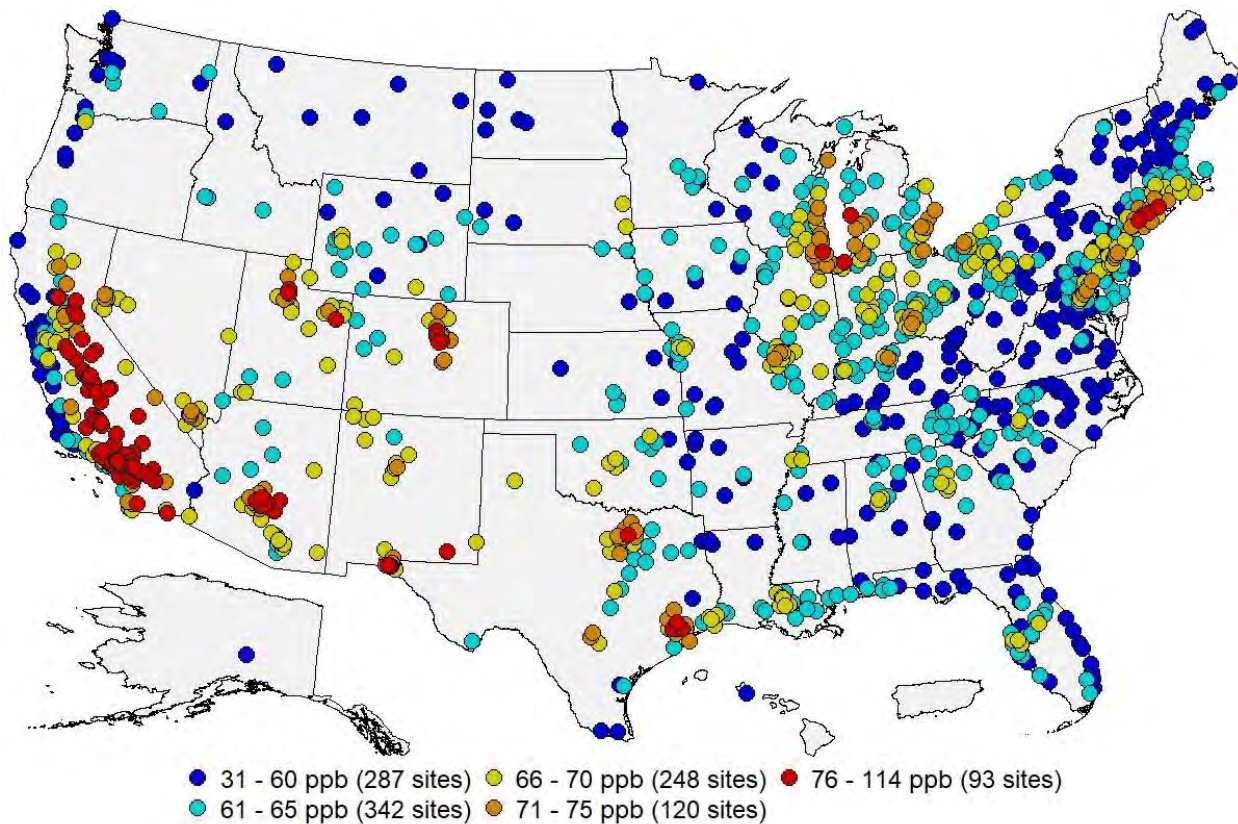 31 - 60 ppb (287 sites) 66 - 70 ppb (248 sites) 76 - 114 ppb (93 sites)
61 - 65 ppb (342 sites) 71 - 75 ppb (120 sites)